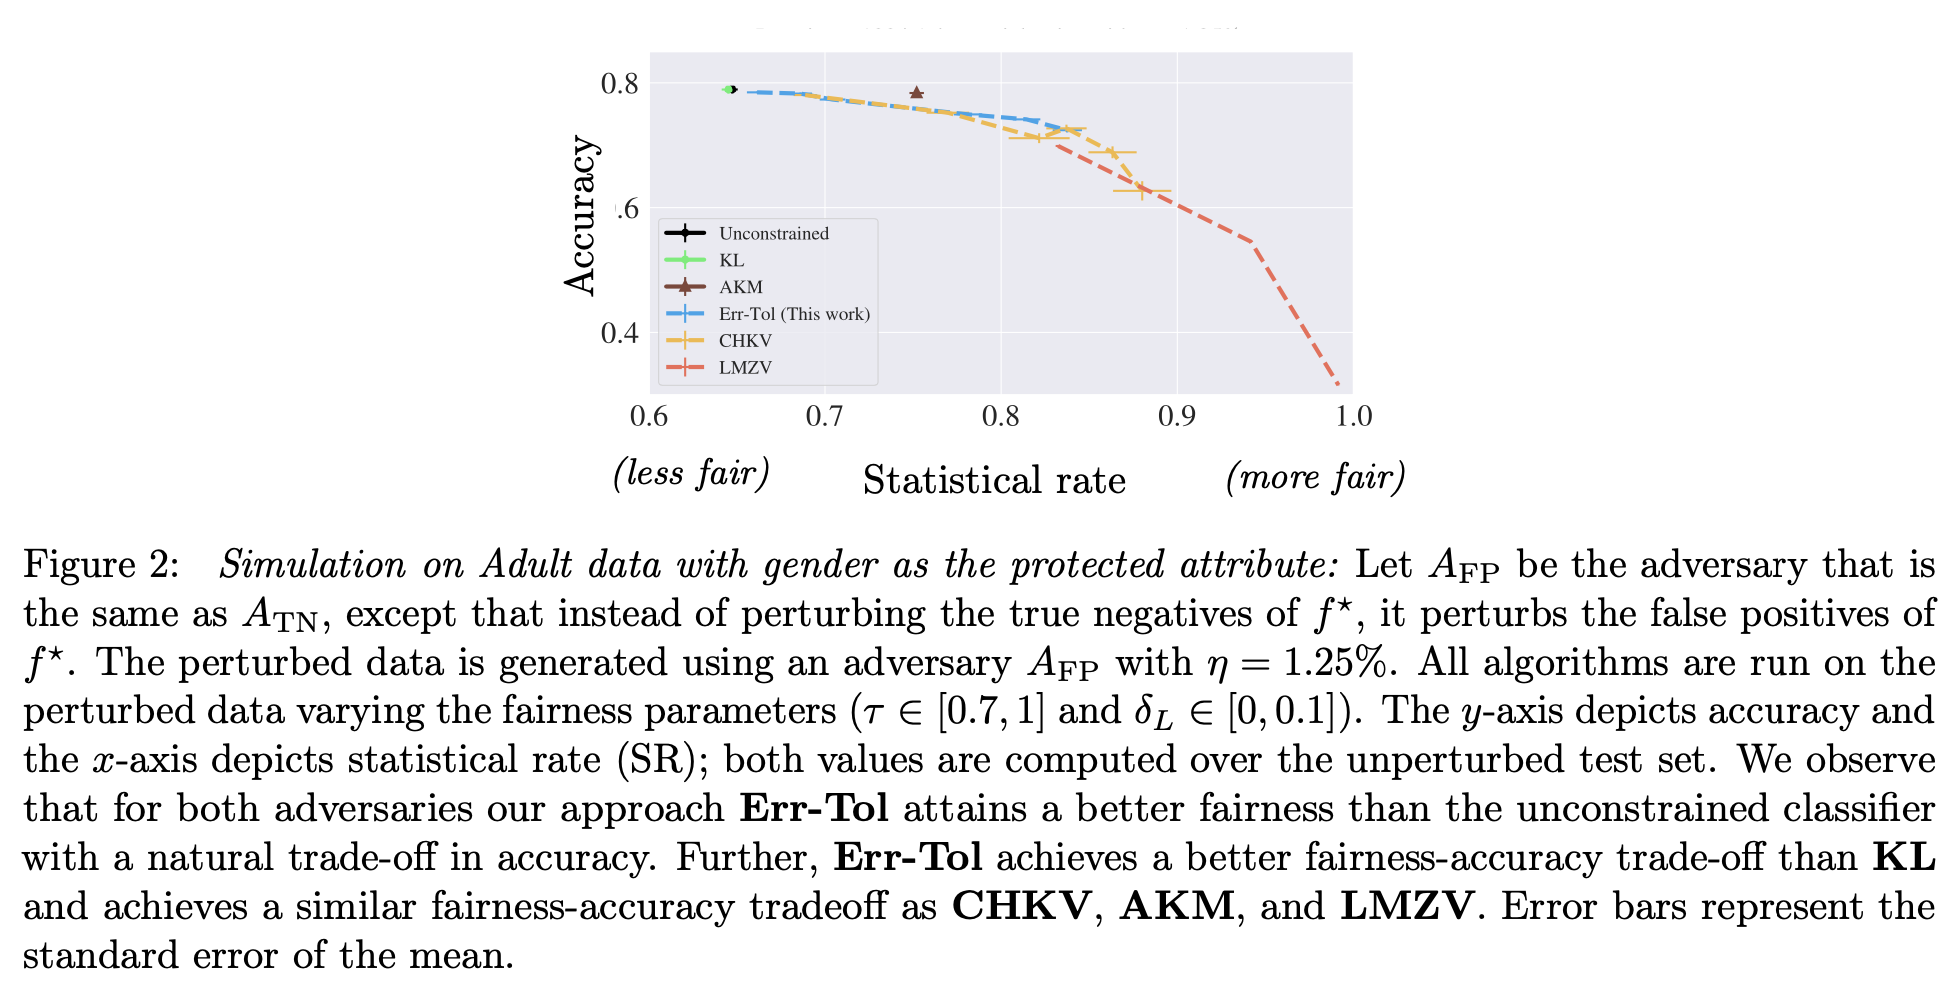 0.8
.6
0.4
Accuracy
Unconstrained
KL
AKM
Err-Tol (This work)
CHKV
LMZV
0.6 0.7 0.8 0.9 1.0
(less fair) Statistical rate (more fair)
Figure 2: Simulation on Adult data with gender as the protected attribute: Let A_FP be the adversary that is
the same as A_TN, except that instead of perturbing the true negatives of f⋆, it perturbs the false positives of
f⋆. The perturbed data is generated using an adversary A_FP with η = 1.25%. All algorithms are run on the
perturbed data varying the fairness parameters (τ ∈ [0.7, 1] and δ_L ∈ [0, 0.1]). The y-axis depicts accuracy and
the x-axis depicts statistical rate (SR); both values are computed over the unperturbed test set. We observe
that for both adversaries our approach Err-Tol attains a better fairness than the unconstrained classifier
with a natural trade-off in accuracy. Further, Err-Tol achieves a better fairness-accuracy trade-off than KL
and achieves a similar fairness-accuracy tradeoff as CHKV, AKM, and LMZV. Error bars represent the
standard error of the mean.